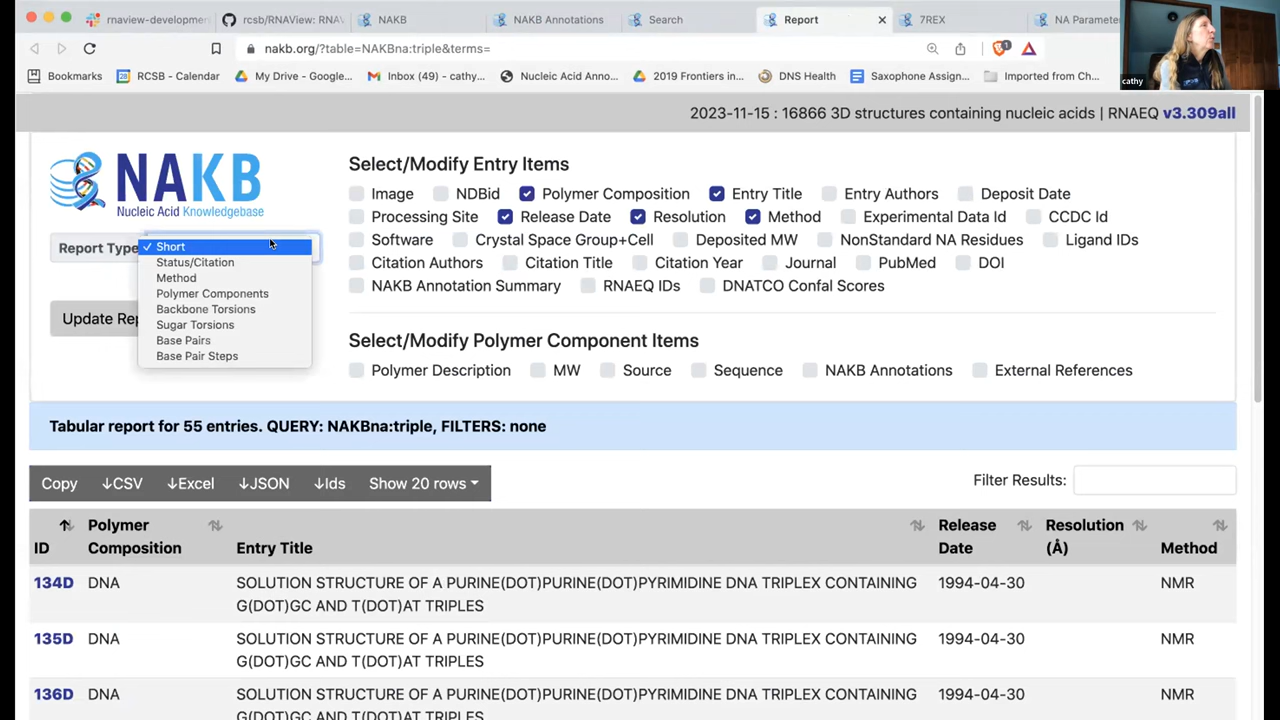 rnaview-developmen
rcsb/RNAView: RNAV
NAKB
NAKB Annotations
Search
Report
7REX
NA Paramete
nakb.org/?table=NAKBna:triple&terms=
1
Bookmarks
RCSB - Calendar
My Drive - Google...
Inbox (49) - cathy...
Nucleic Acid Anno...
2019 Frontiers in...
DNS Health
Saxophone Assign...
Imported from Ch...
cathy
2023-11-15 : 16866 3D structures containing nucleic acids | RNAEQ v3.309all
NAKB
Nucleic Acid Knowledgebase
Select/Modify Entry Items
Image NDBid Polymer Composition Entry Title Entry Authors Deposit Date
Processing Site Release Date Resolution Method Experimental Data Id CCDC Id
Software Crystal Space Group+Cell Deposited MW NonStandard NA Residues Ligand IDs
Citation Authors Citation Title Citation Year Journal PubMed DOI
NAKB Annotation Summary RNAEQ IDs DNATCO Confal Scores
Report Type
✓ Short
Status/Citation
Method
Polymer Components
Backbone Torsions
Sugar Torsions
Base Pairs
Base Pair Steps
Update Rep
Select/Modify Polymer Component Items
Polymer Description MW Source Sequence NAKB Annotations External References
Tabular report for 55 entries. QUERY: NAKBna:triple, FILTERS: none
Copy ↓CSV ↓Excel ↓JSON ↓Ids Show 20 rows
Filter Results:
ID Polymer Composition Entry Title Release Date Resolution (Å) Method
134D DNA SOLUTION STRUCTURE OF A PURINE(DOT)PURINE(DOT)PYRIMIDINE DNA TRIPLEX CONTAINING 1994-04-30 NMR
G(DOT)GC AND T(DOT)AT TRIPLES
135D DNA SOLUTION STRUCTURE OF A PURINE(DOT)PURINE(DOT)PYRIMIDINE DNA TRIPLEX CONTAINING 1994-04-30 NMR
G(DOT)GC AND T(DOT)AT TRIPLES
136D DNA SOLUTION STRUCTURE OF A PURINE(DOT)PURINE(DOT)PYRIMIDINE DNA TRIPLEX CONTAINING 1994-04-30 NMR
G(DOT)GC AND T(DOT)AT TRIPLES